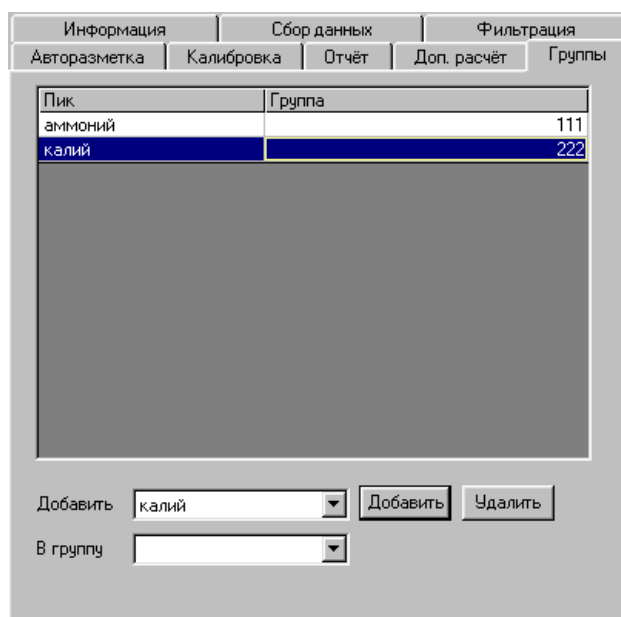 Информация Сбор данных Фильтрация
Авторазметка Калибровка Отчёт Доп. расчёт Группы
Пик Группа
аммоний 111
калий 222
Добавить калий Добавить Удалить
В группу